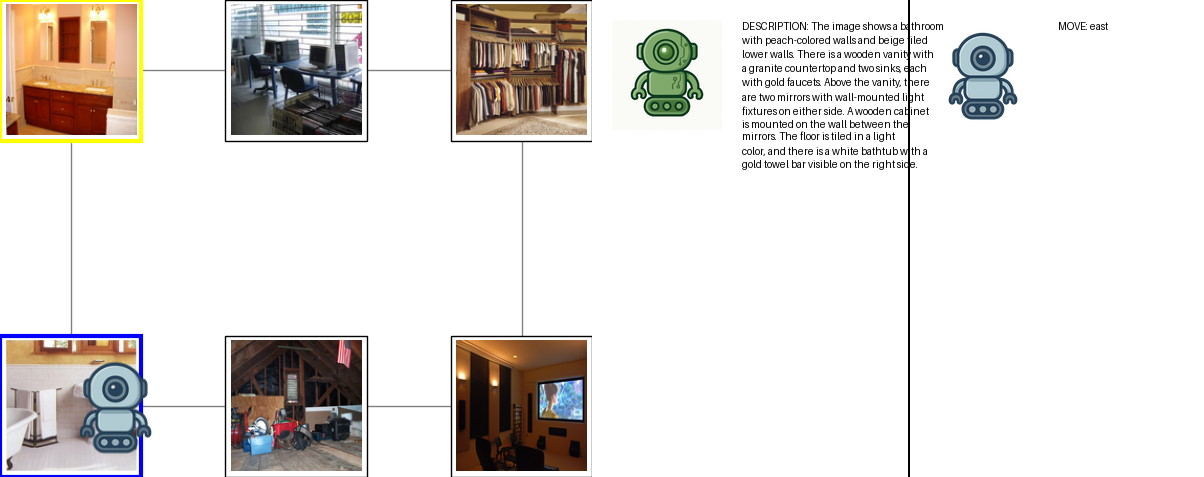 DESCRIPTION: The image shows a bathroom
with peach-colored walls and beige tiled
lower walls. There is a wooden vanity with
a granite countertop and two sinks, each
with gold faucets. Above the vanity, there
are two mirrors with wall-mounted light
fixtures on either side. A wooden cabinet
is mounted on the wall between the
mirrors. The floor is tiled in a light
color, and there is a white bathtub with a
gold towel bar visible on the right side.
MOVE: east